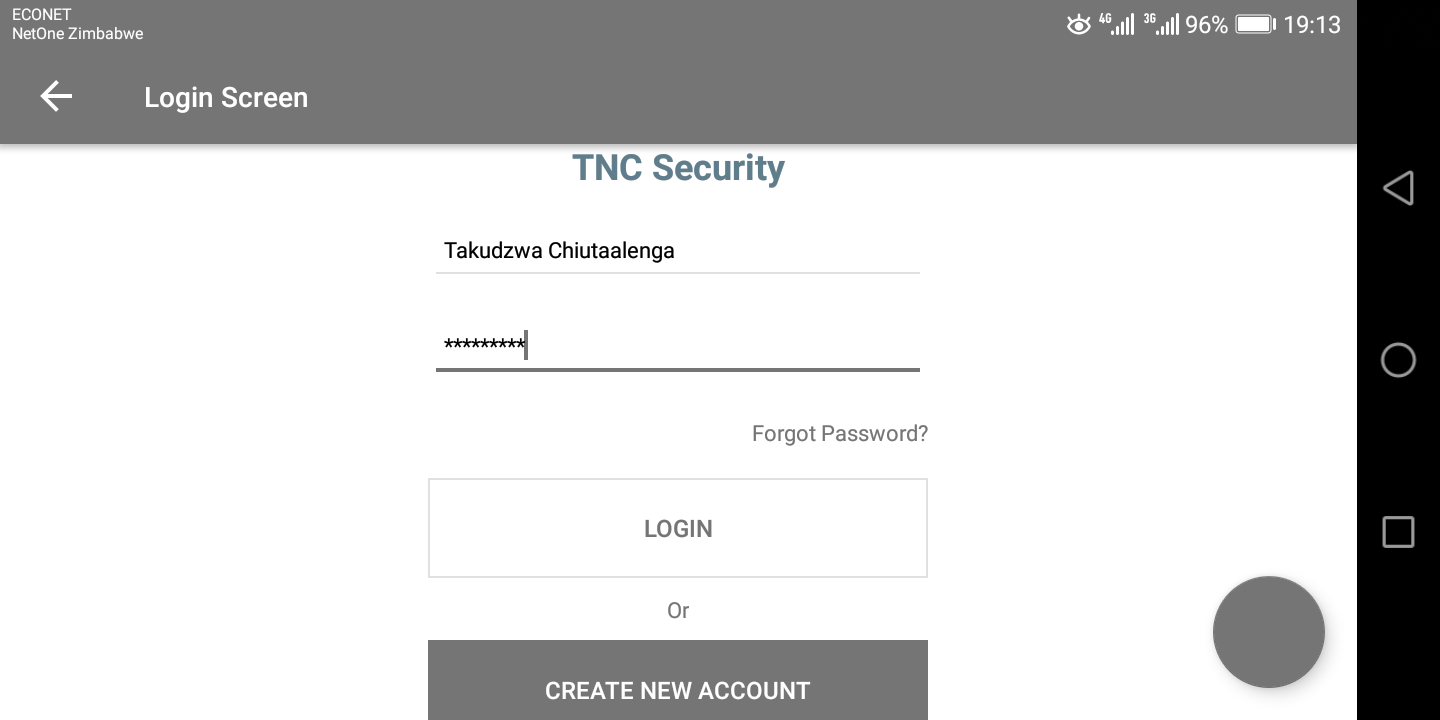 ECONET
NetOne Zimbabwe
4G 3G 96% 19:13
Login Screen
TNC Security
Takudzwa Chiutaalenga
*********
Forgot Password?
LOGIN
Or
CREATE NEW ACCOUNT